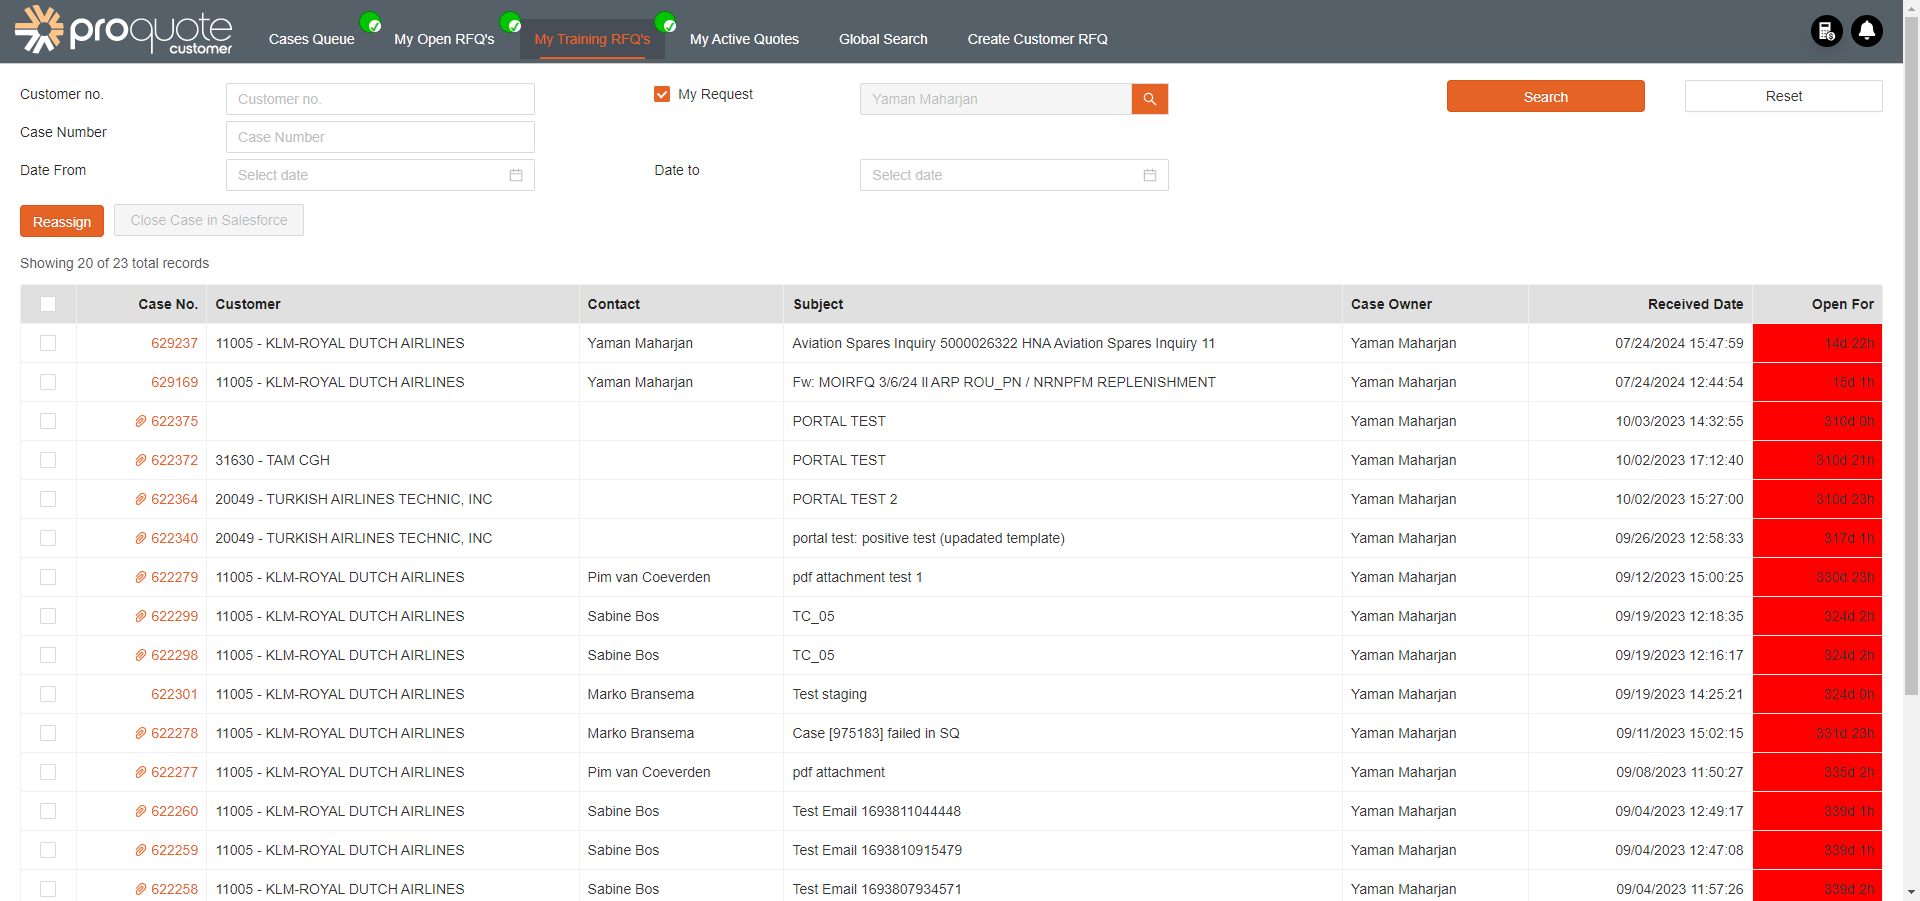 proquote
customer
Cases Queue My Open RFQ's My Training RFQ's My Active Quotes Global Search Create Customer RFQ
Customer no. Customer no. My Request Yaman Maharjan Search Reset
Case Number Case Number
Date From Select date Date to Select date
Reassign Close Case in Salesforce
Showing 20 of 23 total records
Case No. Customer Contact Subject Case Owner Received Date Open For
629237 11005 - KLM-ROYAL DUTCH AIRLINES Yaman Maharjan Aviation Spares Inquiry 5000026322 HNA Aviation Spares Inquiry 11 Yaman Maharjan 07/24/2024 15:47:59 14d 22h
629169 11005 - KLM-ROYAL DUTCH AIRLINES Yaman Maharjan Fw: MOIRFQ 3/6/24 II ARP ROU_PN / NRNPFM REPLENISHMENT Yaman Maharjan 07/24/2024 12:44:54 15d 1h
622375 PORTAL TEST Yaman Maharjan 10/03/2023 14:32:55 310d 0h
622372 31630 - TAM CGH PORTAL TEST Yaman Maharjan 10/02/2023 17:12:40 310d 21h
622364 20049 - TURKISH AIRLINES TECHNIC, INC PORTAL TEST 2 Yaman Maharjan 10/02/2023 15:27:00 310d 23h
622340 20049 - TURKISH AIRLINES TECHNIC, INC portal test: positive test (upadated template) Yaman Maharjan 09/26/2023 12:58:33 317d 1h
622279 11005 - KLM-ROYAL DUTCH AIRLINES Pim van Coeverden pdf attachment test 1 Yaman Maharjan 09/12/2023 15:00:25 330d 23h
622299 11005 - KLM-ROYAL DUTCH AIRLINES Sabine Bos TC_05 Yaman Maharjan 09/19/2023 12:18:35 324d 2h
622298 11005 - KLM-ROYAL DUTCH AIRLINES Sabine Bos TC_05 Yaman Maharjan 09/19/2023 12:16:17 324d 2h
622301 11005 - KLM-ROYAL DUTCH AIRLINES Marko Bransema Test staging Yaman Maharjan 09/19/2023 14:25:21 324d 0h
622278 11005 - KLM-ROYAL DUTCH AIRLINES Marko Bransema Case [975183] failed in SQ Yaman Maharjan 09/11/2023 15:02:15 331d 23h
622277 11005 - KLM-ROYAL DUTCH AIRLINES Pim van Coeverden pdf attachment Yaman Maharjan 09/08/2023 11:50:27 335d 2h
622260 11005 - KLM-ROYAL DUTCH AIRLINES Sabine Bos Test Email 1693811044448 Yaman Maharjan 09/04/2023 12:49:17 339d 1h
622259 11005 - KLM-ROYAL DUTCH AIRLINES Sabine Bos Test Email 1693810915479 Yaman Maharjan 09/04/2023 12:47:08 339d 1h
622258 11005 - KLM-ROYAL DUTCH AIRLINES Sabine Bos Test Email 1693807934571 Yaman Maharjan 09/04/2023 11:57:26 339d 2h